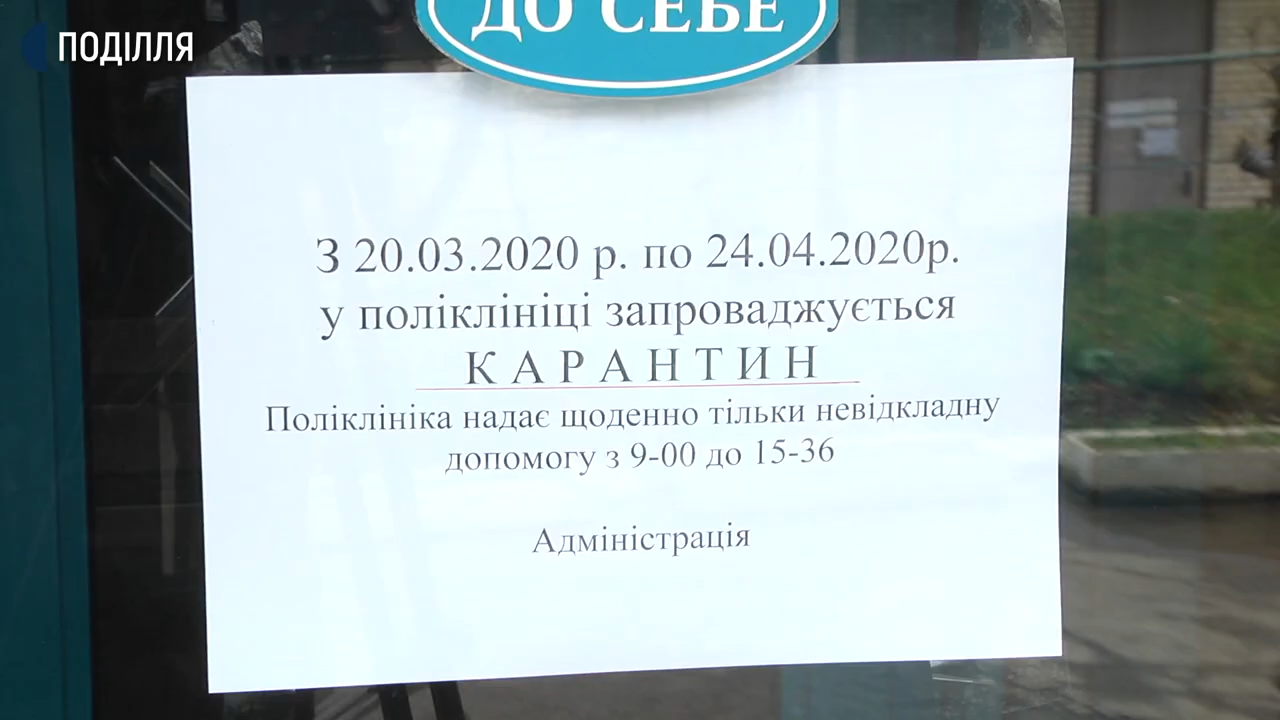 ПОДІЛЛЯ
ДО СЕБЕ
З 20.03.2020 р. по 24.04.2020р.
у поліклініці запроваджується
КАРАНТИН
Поліклініка надає щоденно тільки невідкладну
допомогу з 9-00 до 15-36
Адміністрація